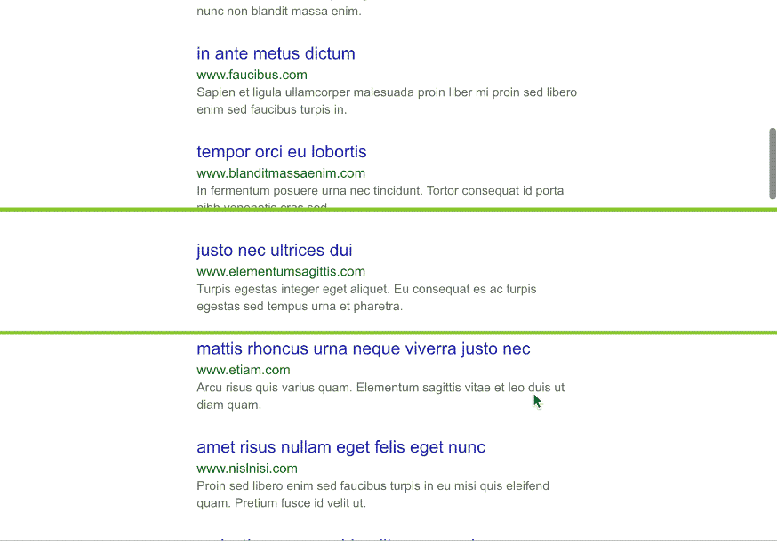 nunc non blandit massa enim.
in ante metus dictum
www.faucibus.com
Sapien et ligula ullamcorper malesuada proin liber mi proin sed libero
enim sed faucibus turpis in.
tempor orci eu lobortis
www.blanditmassaenim.com
In fermentum posuere urna nec tincidunt. Tortor consequat id porta
nibh venenatis cras sed.
justo nec ultrices dui
www.elementumsagittis.com
Turpis egestas integer eget aliquet. Eu consequat es ac turpis
egestas sed tempus urna et pharetra.
mattis rhoncus urna neque viverra justo nec
www.etiam.com
Arcu risus quis varius quam. Elementum sagittis vitae et leo duis ut
diam quam.
amet risus nullam eget felis eget nunc
www.nislnisi.com
Proin sed libero enim sed faucibus turpis in eu misi quis eleifend
quam. Pretium fusce id velit ut.